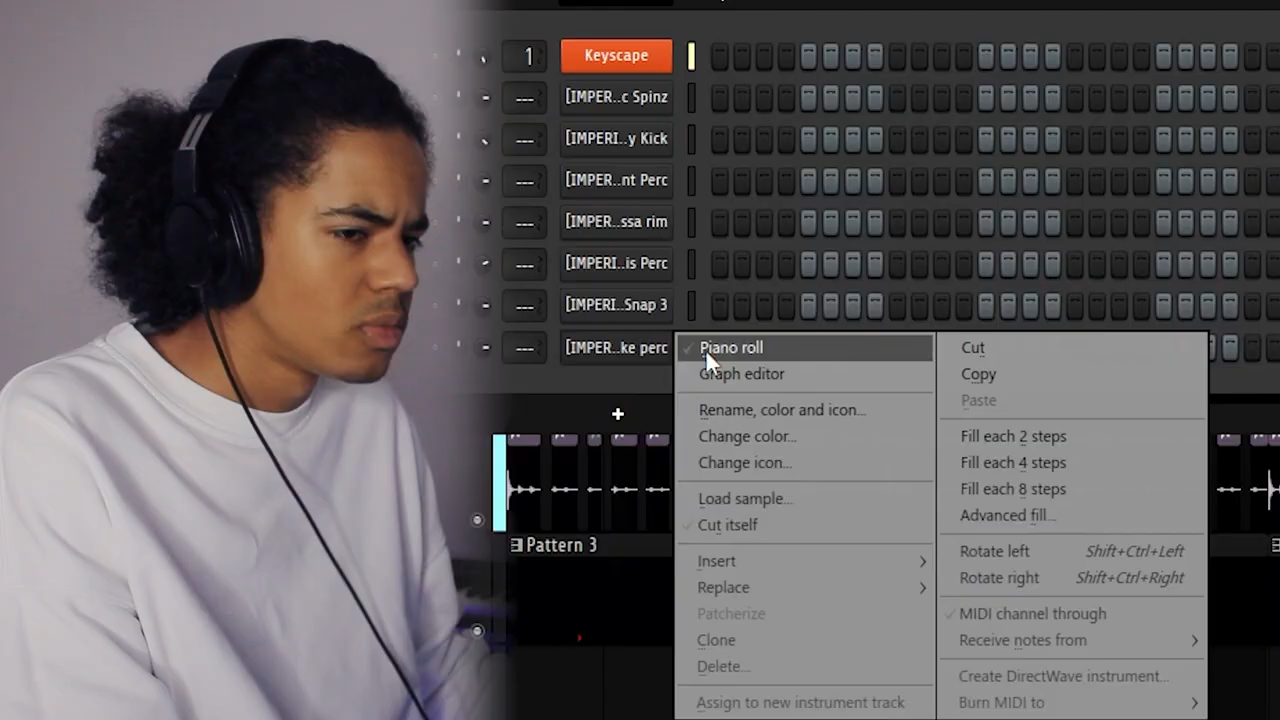 1
Keyscape
--- [IMPER..c Spinz
--- [IMPERI..y Kick
--- [IMPER..nt Perc
--- [IMPER..ssa rim
--- [IMPERI..is Perc
--- [IMPERI..Snap 3
--- [IMPER..ke perc
Piano roll
Graph editor
Rename, color and icon...
Change color...
Change icon...
Load sample...
Cut itself
Insert
Replace
Patcherize
Clone
Delete...
Assign to new instrument track
Cut
Copy
Paste
Fill each 2 steps
Fill each 4 steps
Fill each 8 steps
Advanced fill...
Rotate left Shift+Ctrl+Left
Rotate right Shift+Ctrl+Right
MIDI channel through
Receive notes from
Create DirectWave instrument...
Burn MIDI to
Pattern 3